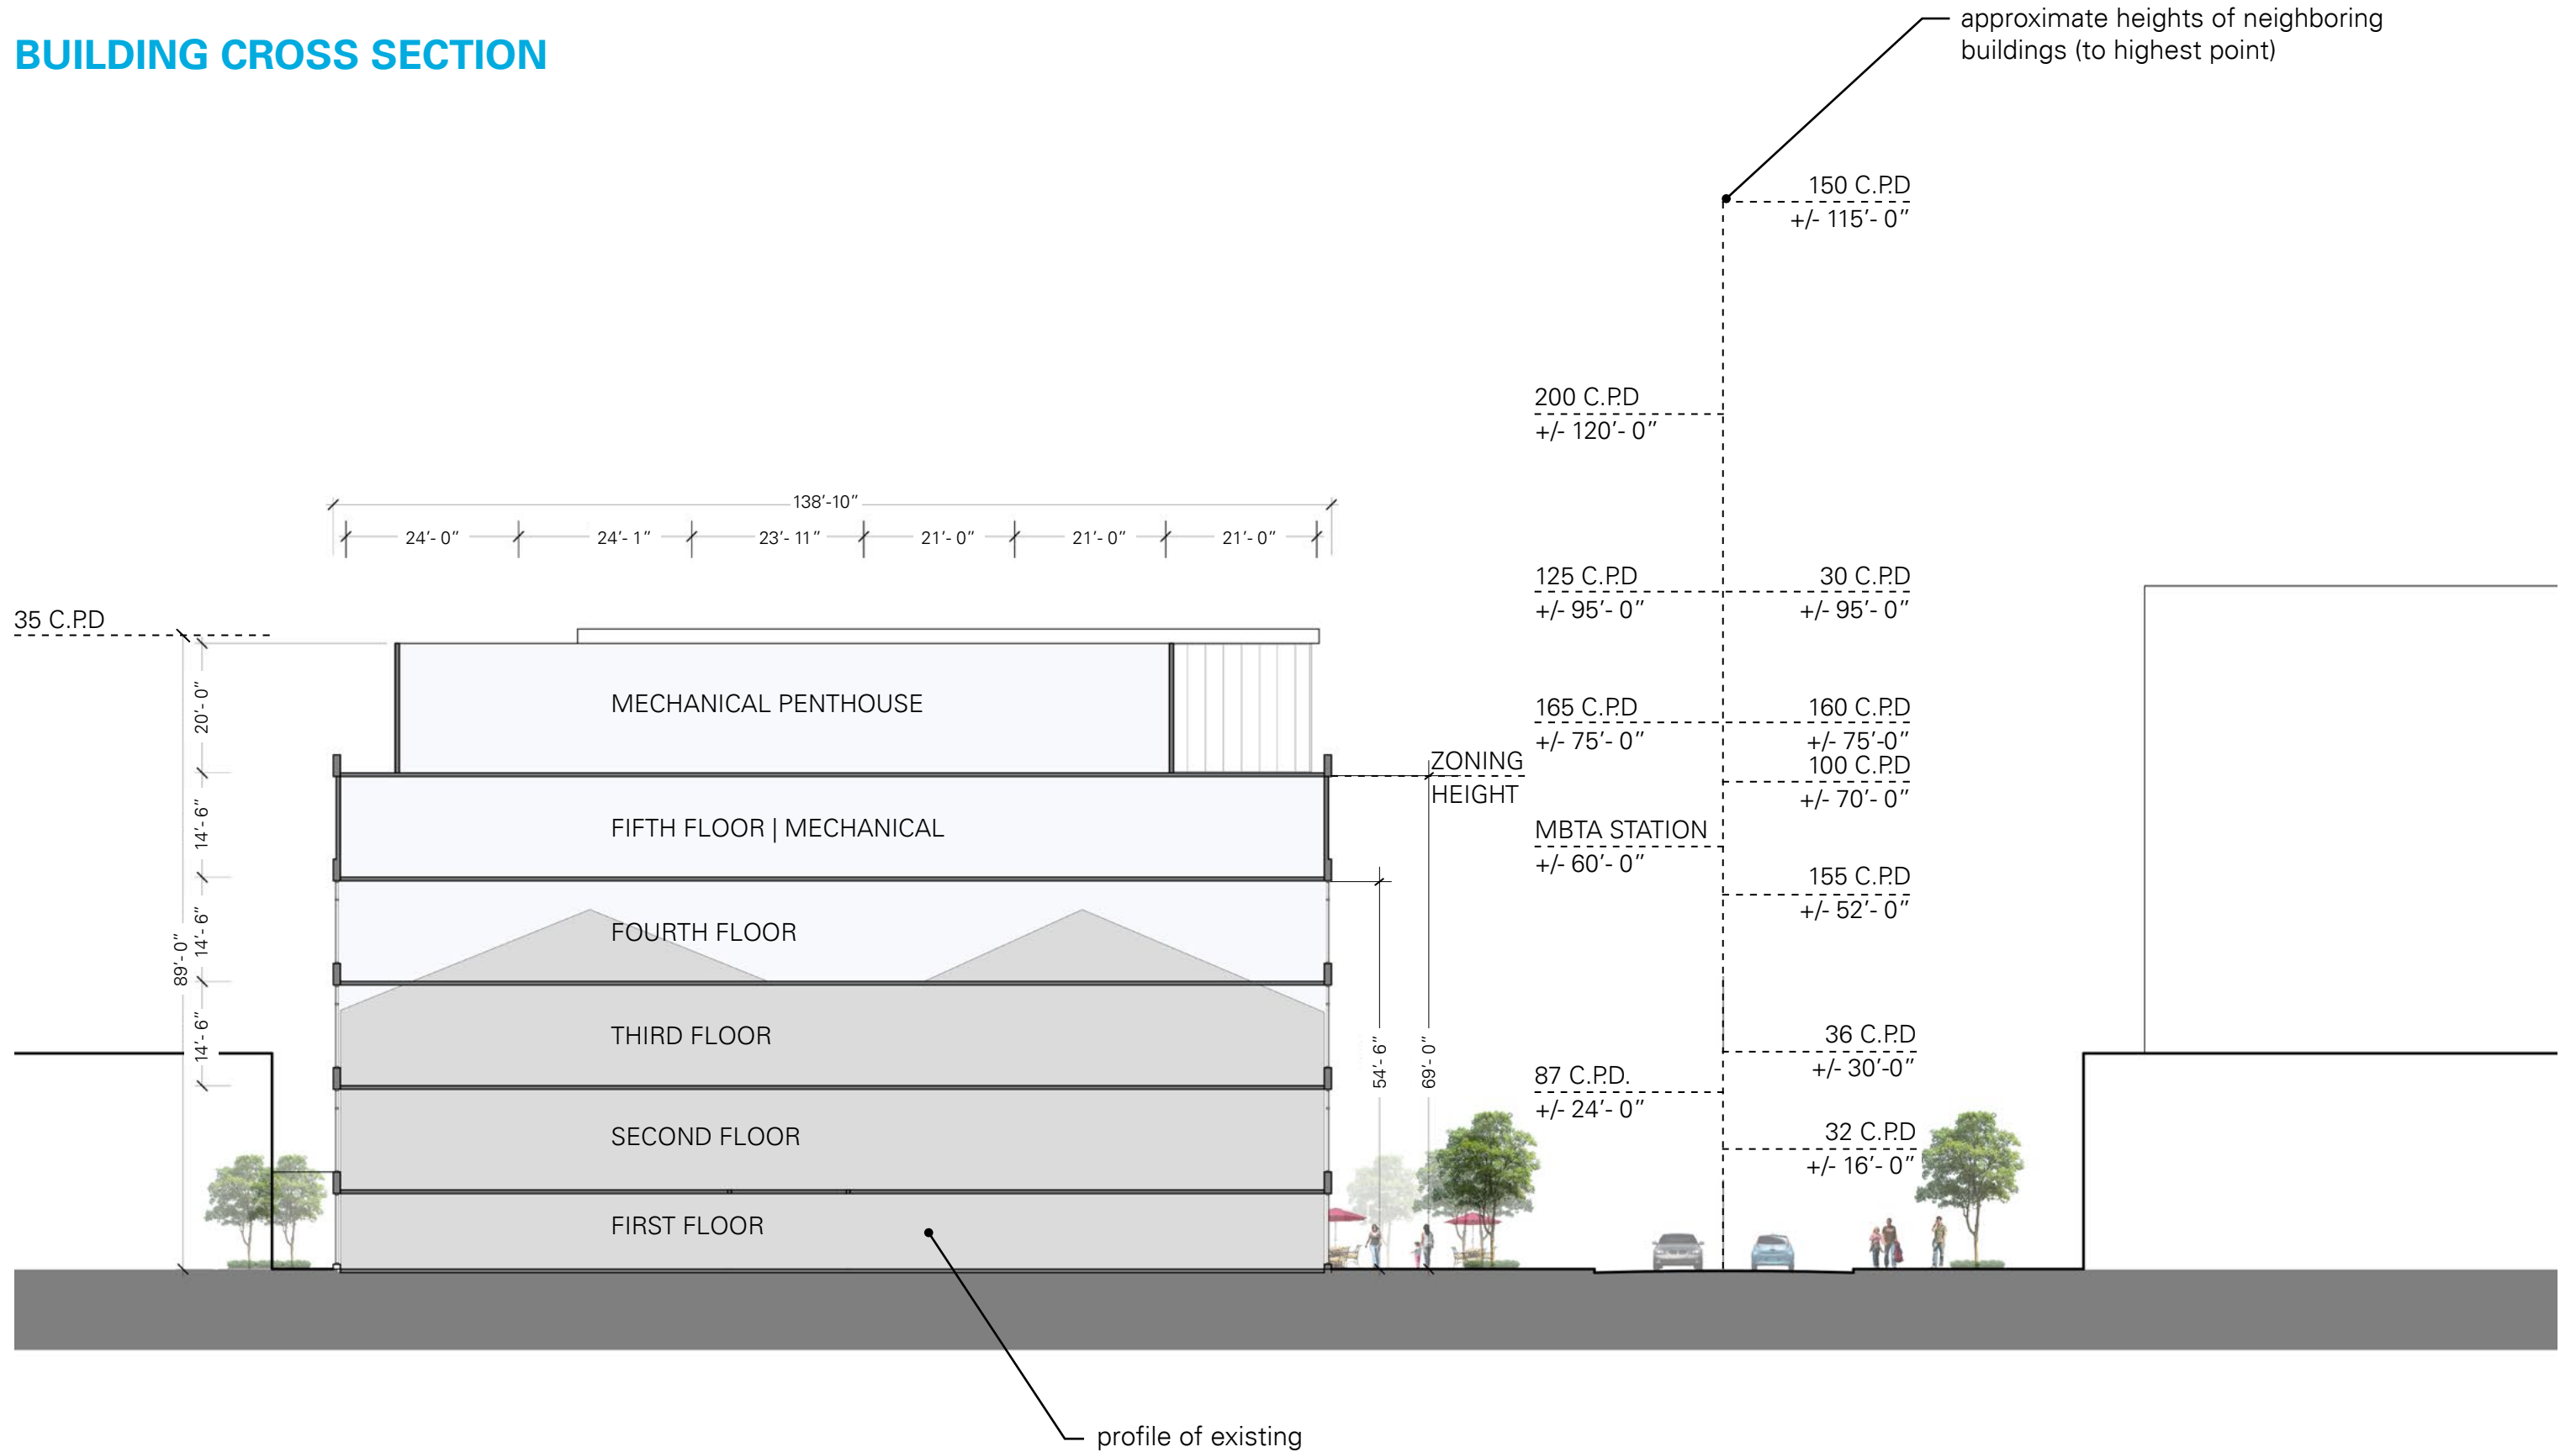 BUILDING CROSS SECTION
approximate heights of neighboring
buildings (to highest point)
150 C.P.D
+/- 115’- 0”
200 C.P.D
+/- 120’- 0”
138’-10”
24’- 0”
24’- 1”
23’- 11”
21’- 0”
21’- 0”
21’- 0”
125 C.P.D
30 C.P.D
+/- 95’- 0”
+/- 95’- 0”
35 C.P.D
20’- 0”
MECHANICAL PENTHOUSE
165 C.P.D
160 C.P.D
+/- 75’- 0”
+/- 75’-0”
ZONING
HEIGHT
100 C.P.D
+/- 70’- 0”
14’- 6”
FIFTH FLOOR | MECHANICAL
MBTA STATION
+/- 60’- 0”
155 C.P.D
+/- 52’- 0”
14’- 6”
89’- 0”
FOURTH FLOOR
14’- 6”
THIRD FLOOR
54’- 6”
69’- 0”
36 C.P.D
+/- 30’-0”
87 C.P.D.
+/- 24’- 0”
SECOND FLOOR
32 C.P.D
+/- 16’- 0”
FIRST FLOOR
profile of existing